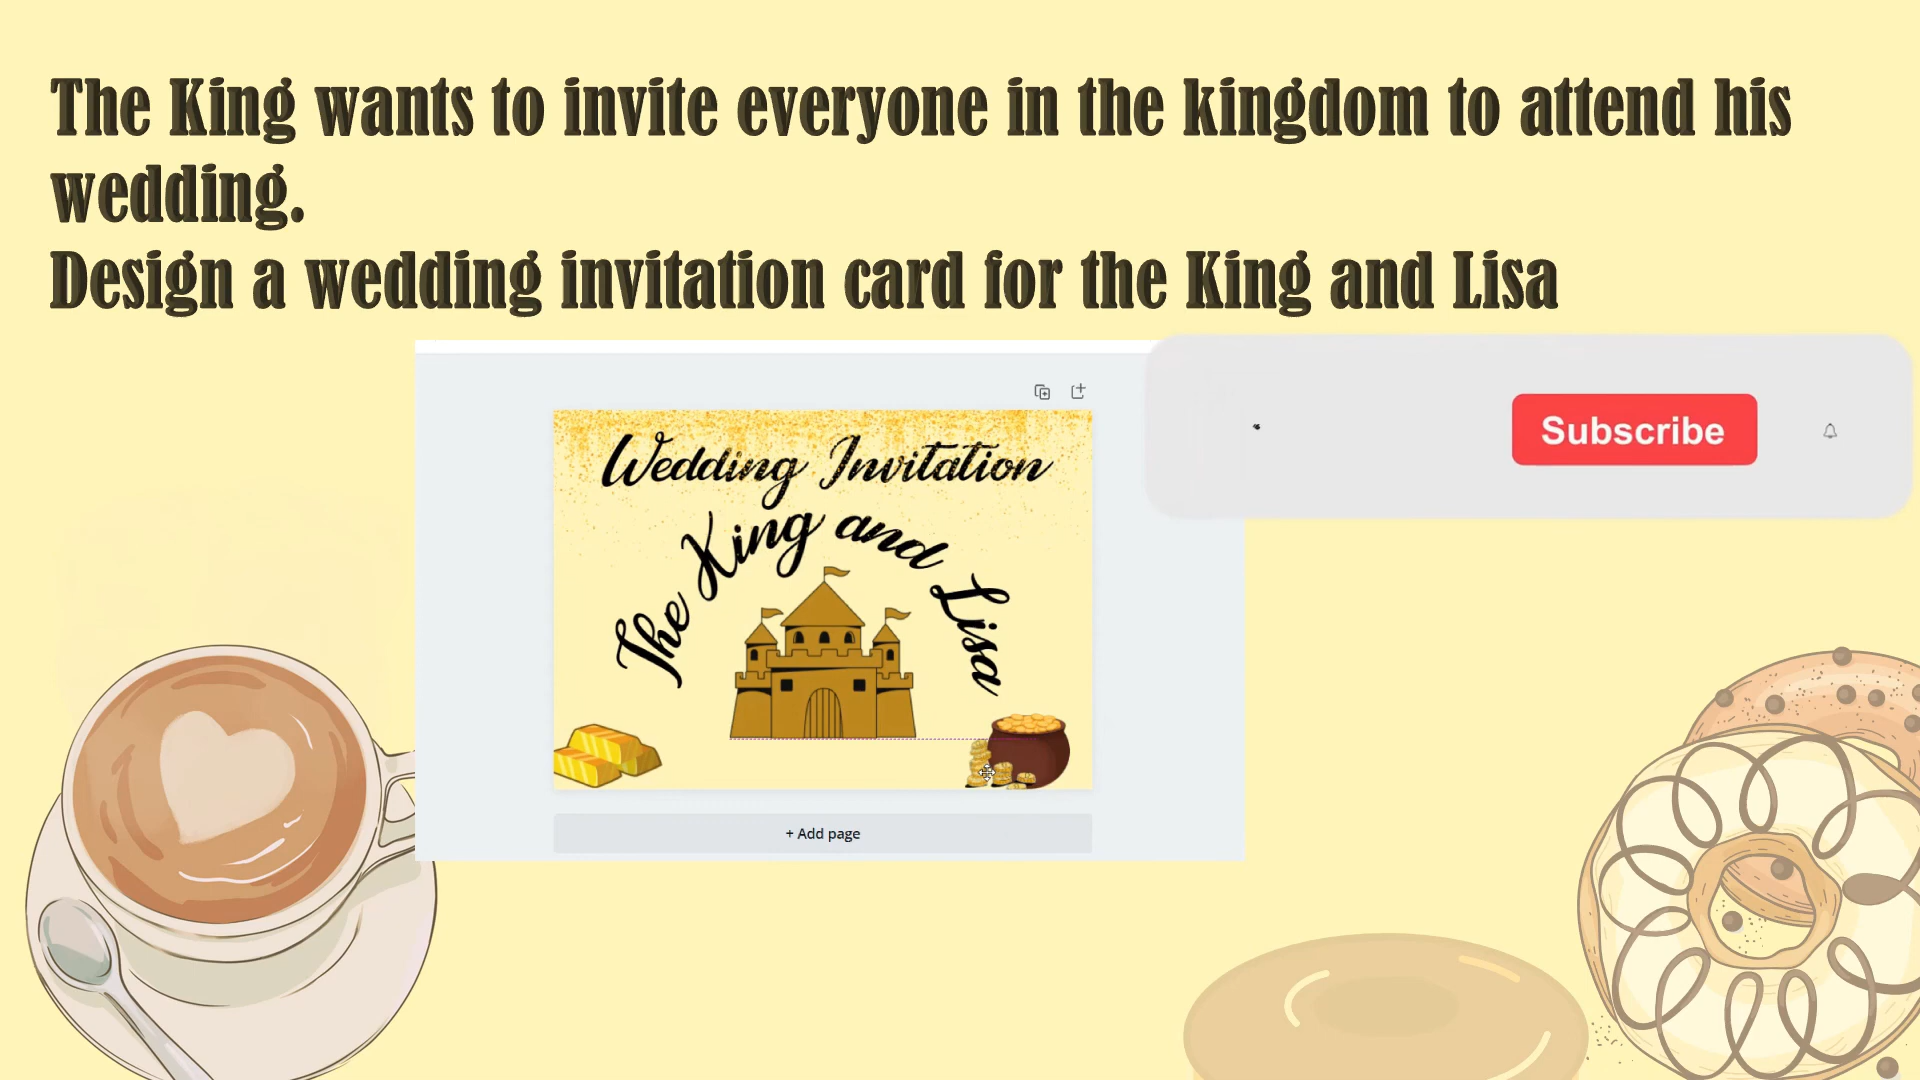 The King wants to invite everyone in the kingdom to attend his
wedding.
Design a wedding invitation card for the King and Lisa
Subscribe
Wedding Invitation
The King and Lisa
+ Add page